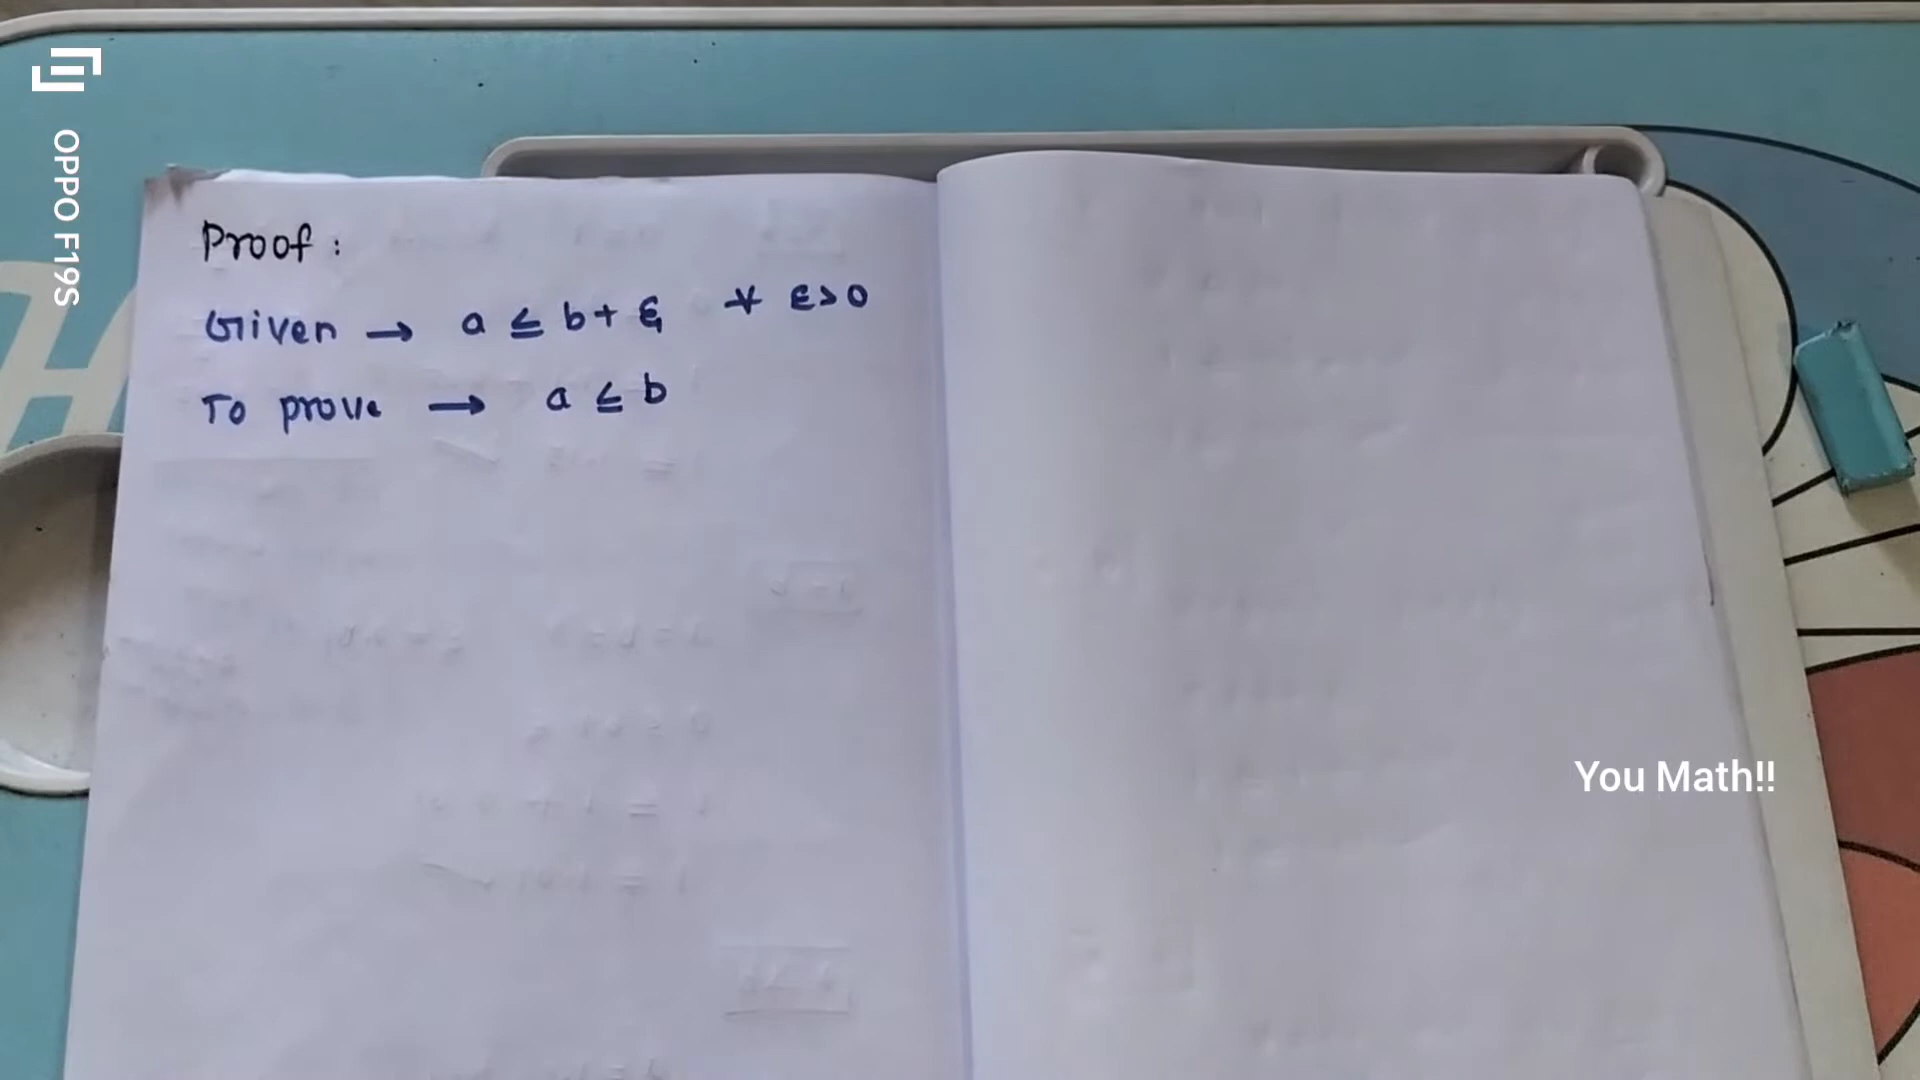 OPPO F19S
Proof :
Given → a ≤ b + ε ∀ ε > 0
To prove → a ≤ b
You Math!!